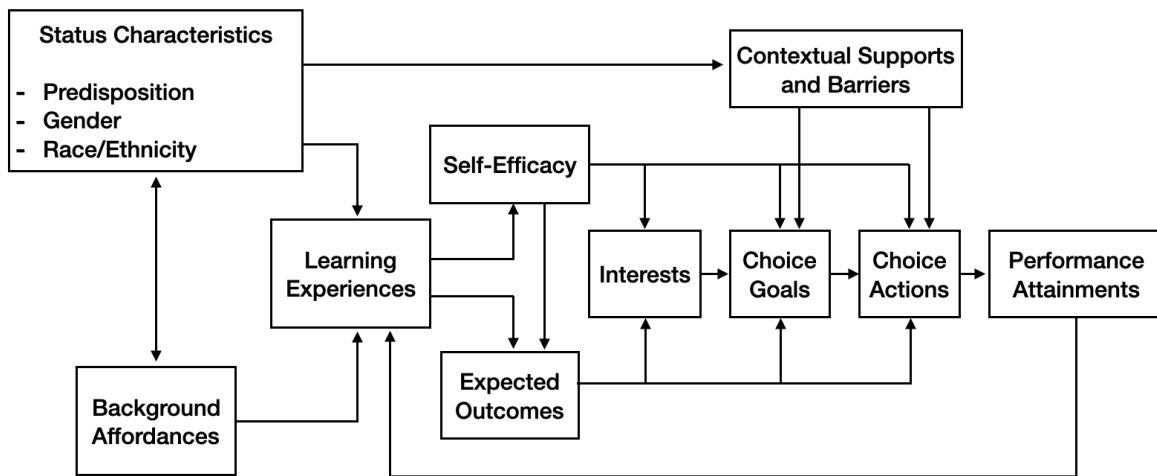 Status Characteristics
- Predisposition
- Gender
- Race/Ethnicity
Contextual Supports
and Barriers
Self-Efficacy
Learning
Experiences
Interests
Choice
Goals
Choice
Actions
Performance
Attainments
Expected
Outcomes
Background
Affordances